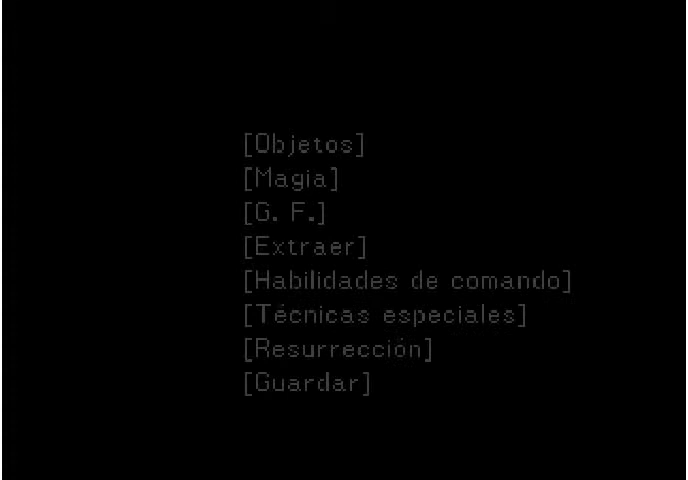 [Objetos]
[Magia]
[G. F.]
[Extraer]
[Habilidades de comando]
[Técnicas especiales]
[Resurrección]
[Guardar]